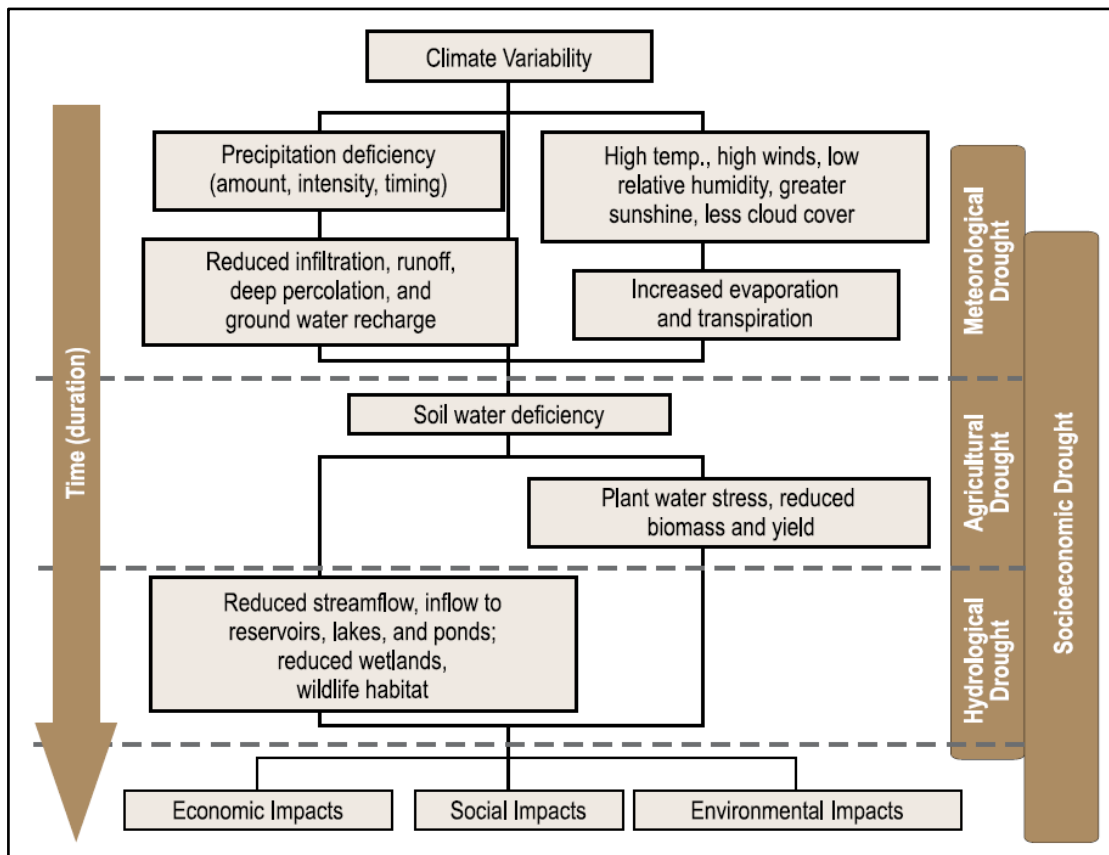 Climate Variability
Precipitation deficiency
(amount, intensity, timing)
High temp., high winds, low
relative humidity, greater
sunshine, less cloud cover
Reduced infiltration, runoff,
deep percolation, and
ground water recharge
Increased evaporation
and transpiration
Soil water deficiency
Plant water stress, reduced
biomass and yield
Reduced streamflow, inflow to
reservoirs, lakes, and ponds;
reduced wetlands,
wildlife habitat
Economic Impacts
Social Impacts
Environmental Impacts
Time (duration)
Meteorological
Drought
Agricultural
Drought
Hydrological
Drought
Socioeconomic Drought